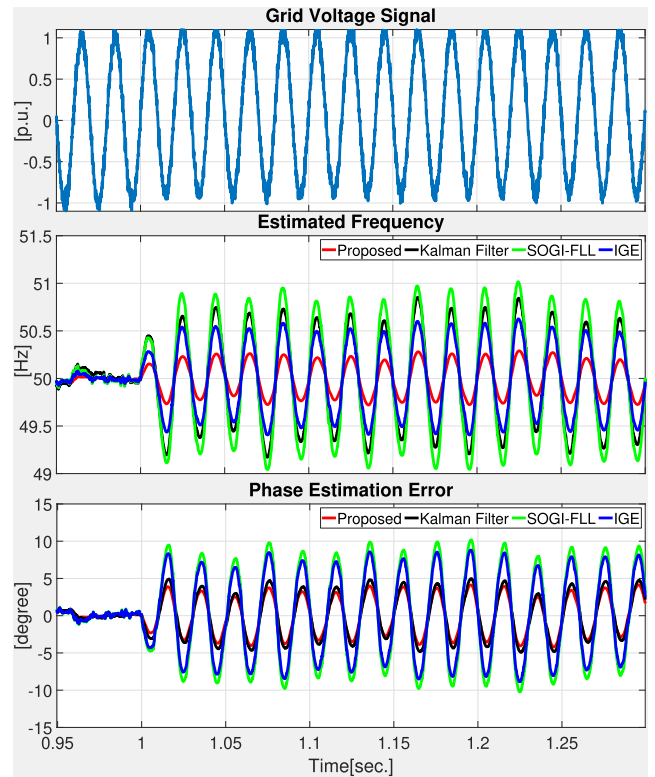 Grid Voltage Signal
1
0.5
0
-0.5
-1
[p.u.]
Estimated Frequency
51.5
51
50.5
50
49.5
49
[Hz]
Proposed Kalman Filter SOGI-FLL IGE
Phase Estimation Error
15
10
5
0
-5
-10
-15
[degree]
Proposed Kalman Filter SOGI-FLL IGE
0.95 1 1.05 1.1 1.15 1.2 1.25
Time[sec.]